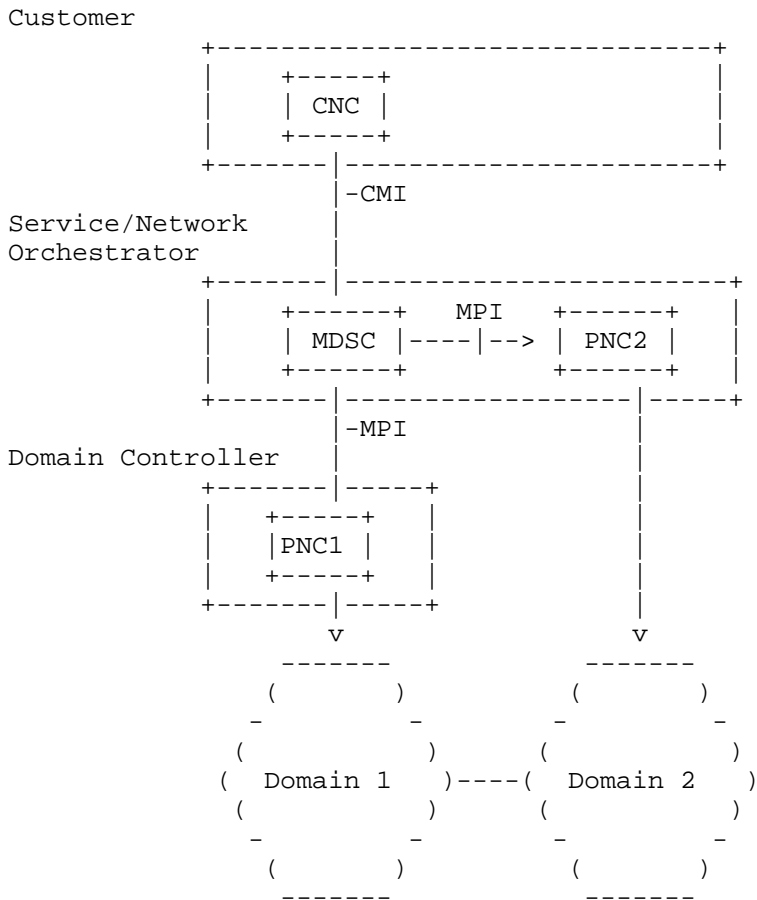 Customer
CNC
-CMI
Service/Network
Orchestrator
MPI
MDSC PNC2
-MPI
Domain Controller
PNC1
v v
Domain 1 Domain 2